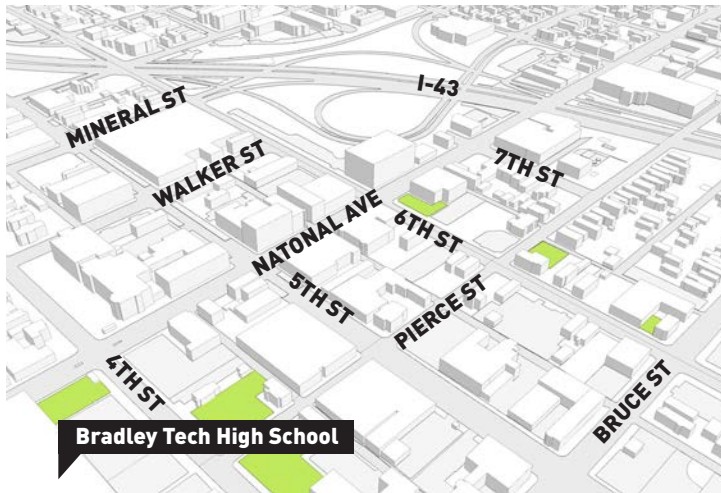 I-43
MINERAL ST
WALKER ST
7TH ST
NATONAL AVE
6TH ST
5TH ST
PIERCE ST
4TH ST
BRUCE ST
Bradley Tech High School